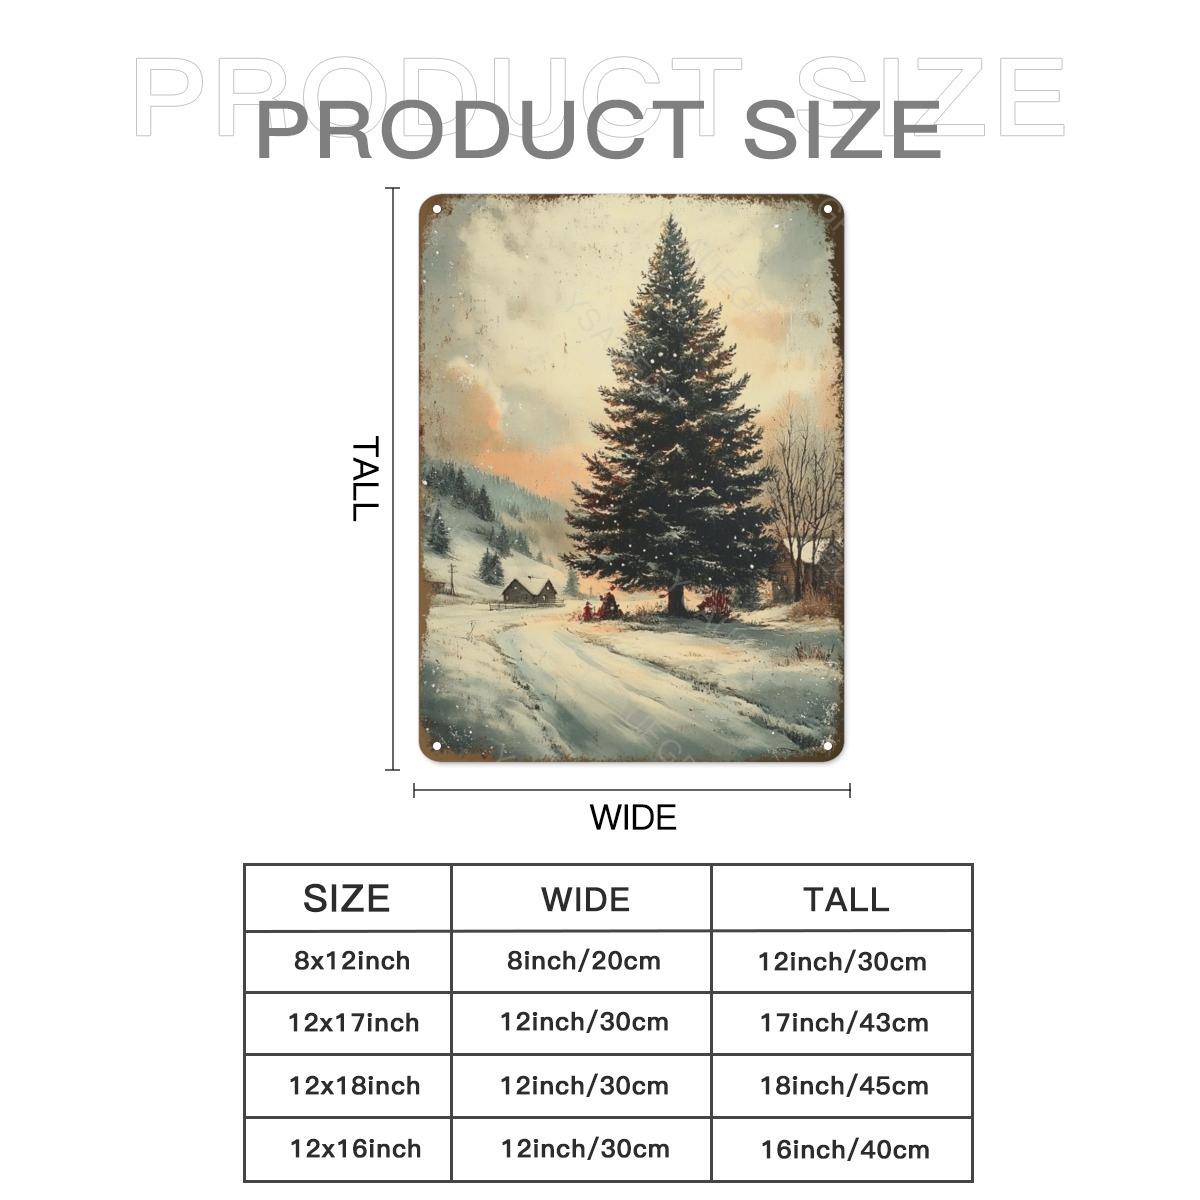 PRODUCT SIZE
PRODUCT SIZE
TALL
WIDE
SIZE WIDE TALL
8x12inch 8inch/20cm 12inch/30cm
12x17inch 12inch/30cm 17inch/43cm
12x18inch 12inch/30cm 18inch/45cm
12x16inch 12inch/30cm 16inch/40cm